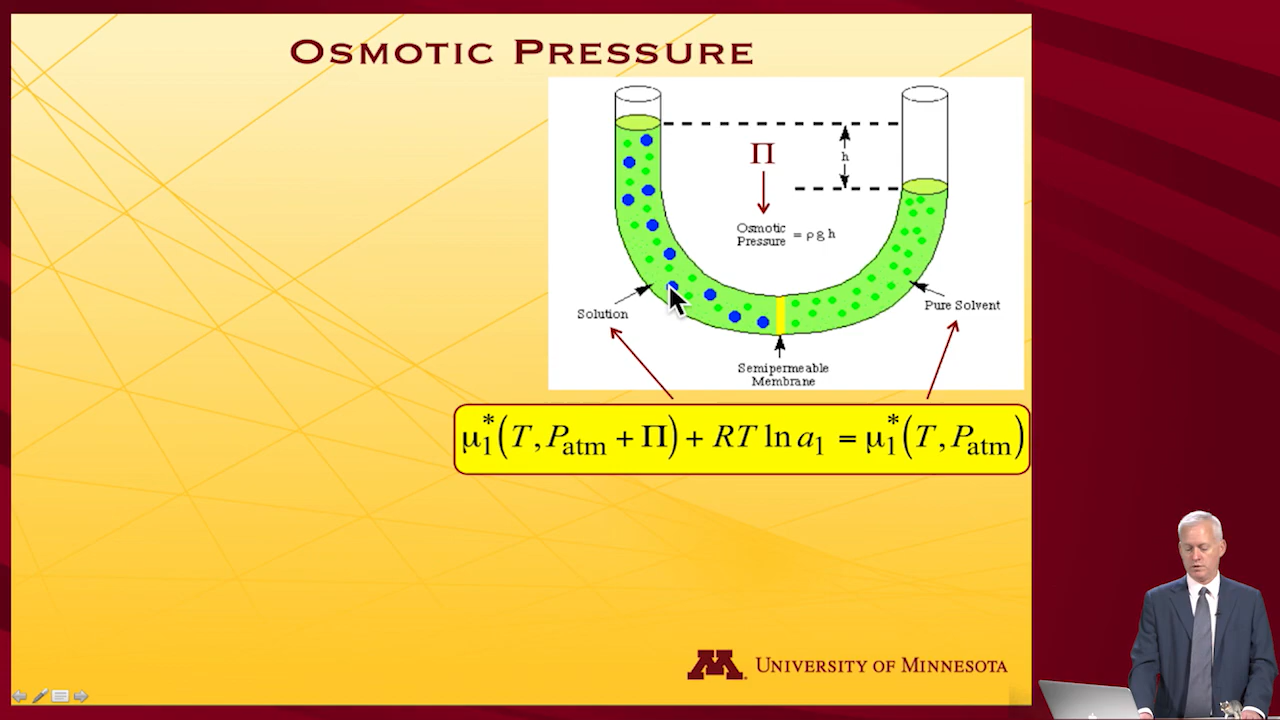 OSMOTIC PRESSURE
h
Π
Osmotic
Pressure = ρ g h
Solution
Pure Solvent
Semipermeable
Membrane
μ₁*(T, Pₐₜₘ + Π) + RT ln a₁ = μ₁*(T, Pₐₜₘ)
M
UNIVERSITY OF MINNESOTA